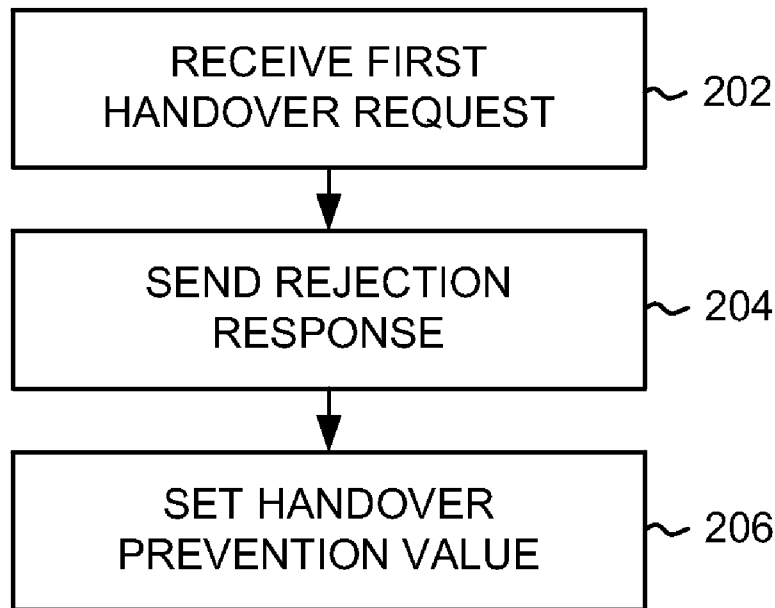 RECEIVE FIRST
HANDOVER REQUEST
202
SEND REJECTION
RESPONSE
204
SET HANDOVER
PREVENTION VALUE
206